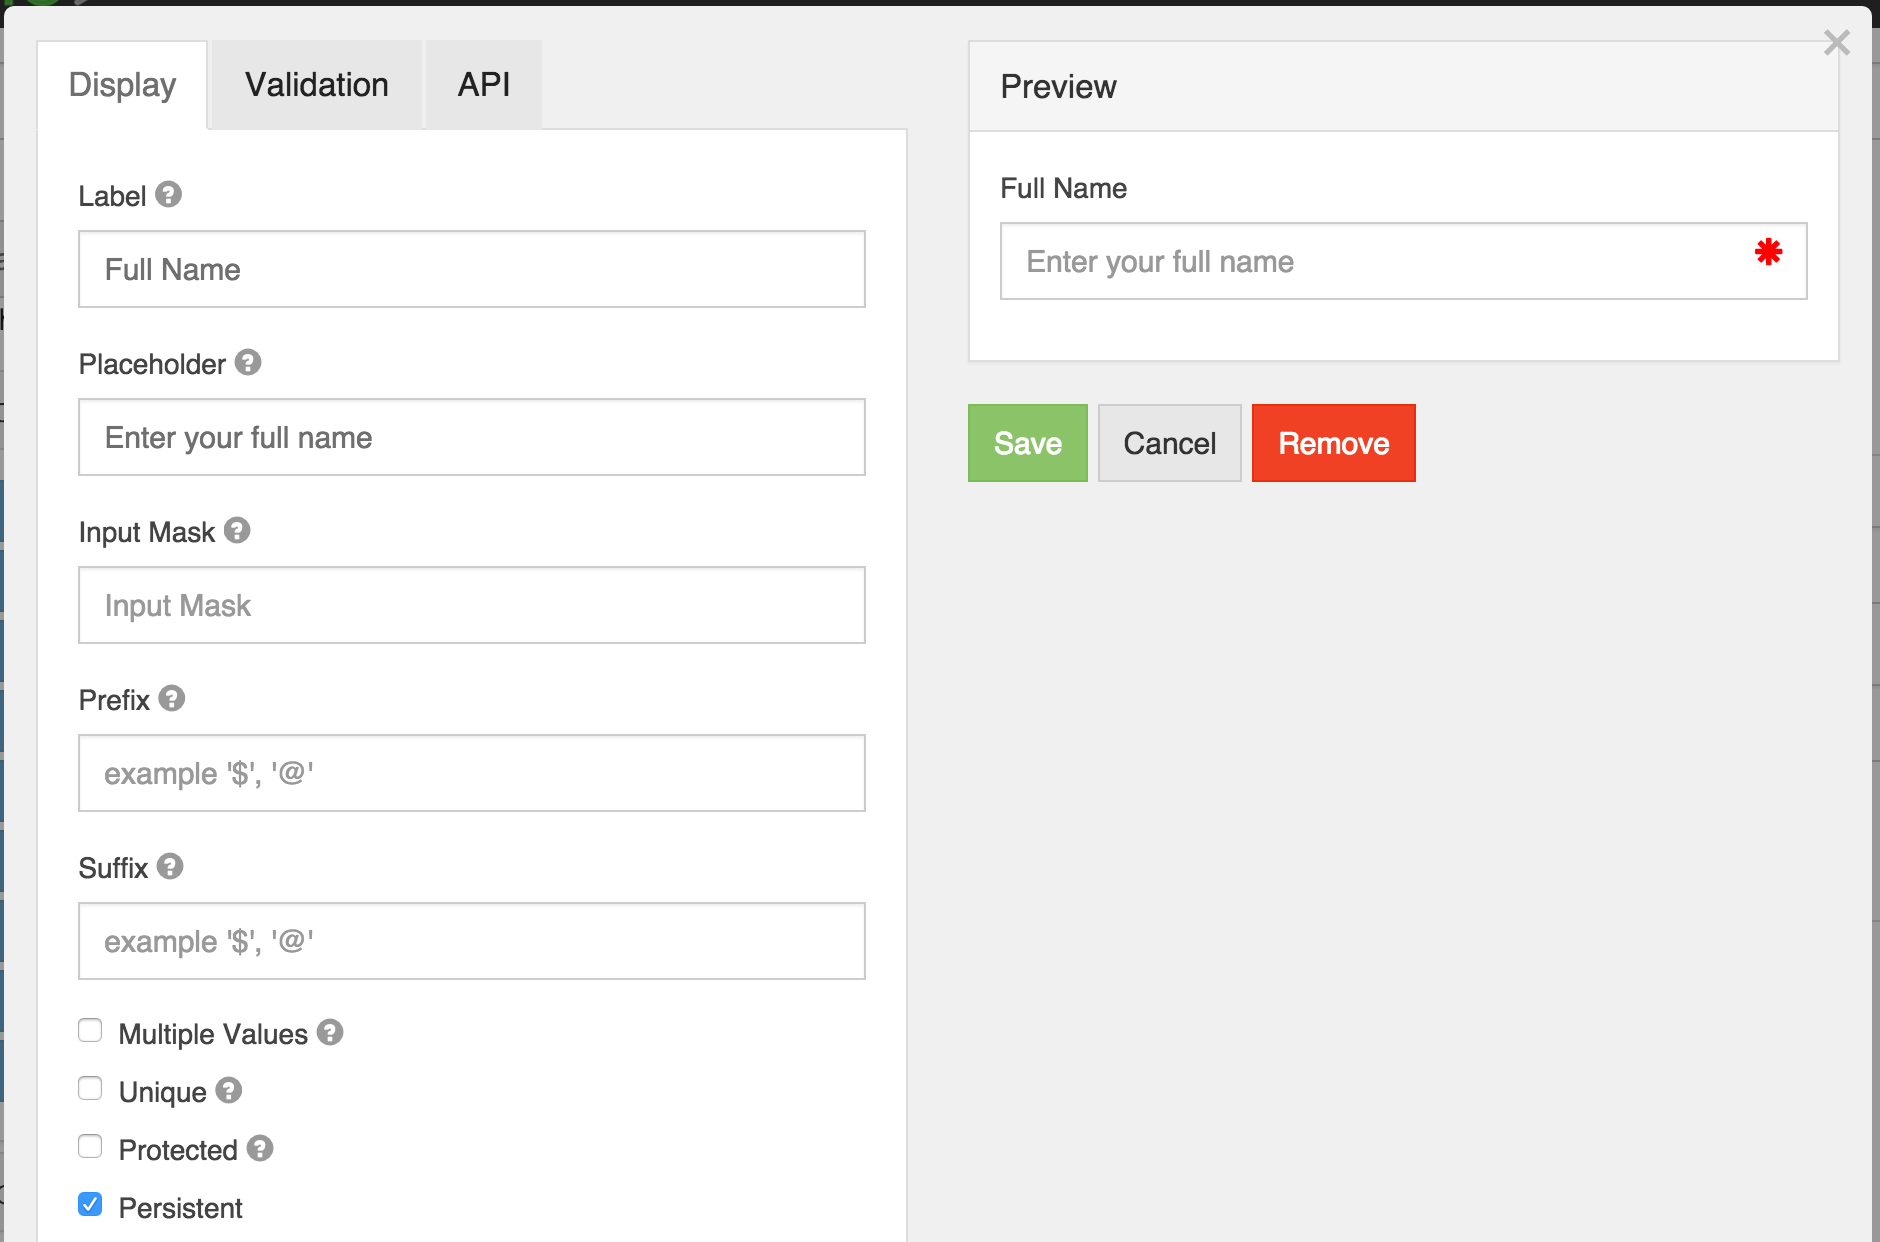 Display
Validation
API
Label
Full Name
Placeholder
Enter your full name
Input Mask
Input Mask
Prefix
example '$', '@'
Suffix
example '$', '@'
Multiple Values
Unique
Protected
Persistent
Preview
Full Name
Enter your full name
Save
Cancel
Remove